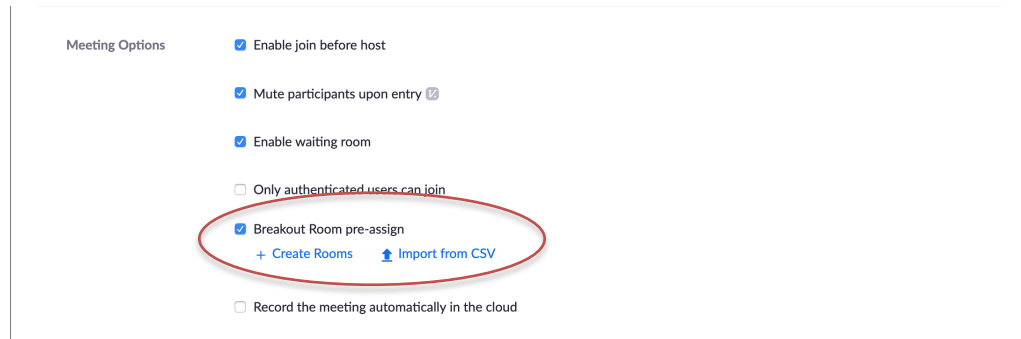 Meeting Options
Enable join before host
Mute participants upon entry
Enable waiting room
Only authenticated users can join
Breakout Room pre-assign
+ Create Rooms Import from CSV
Record the meeting automatically in the cloud